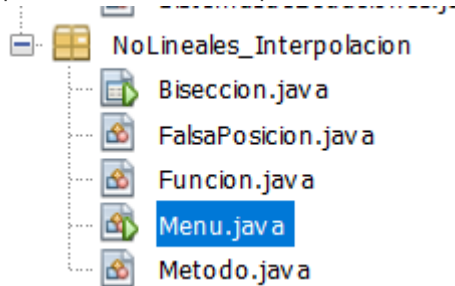 NoLineales_Interpolacion
Biseccion.java
FalsaPosicion.java
Funcion.java
Menu.java
Metodo.java